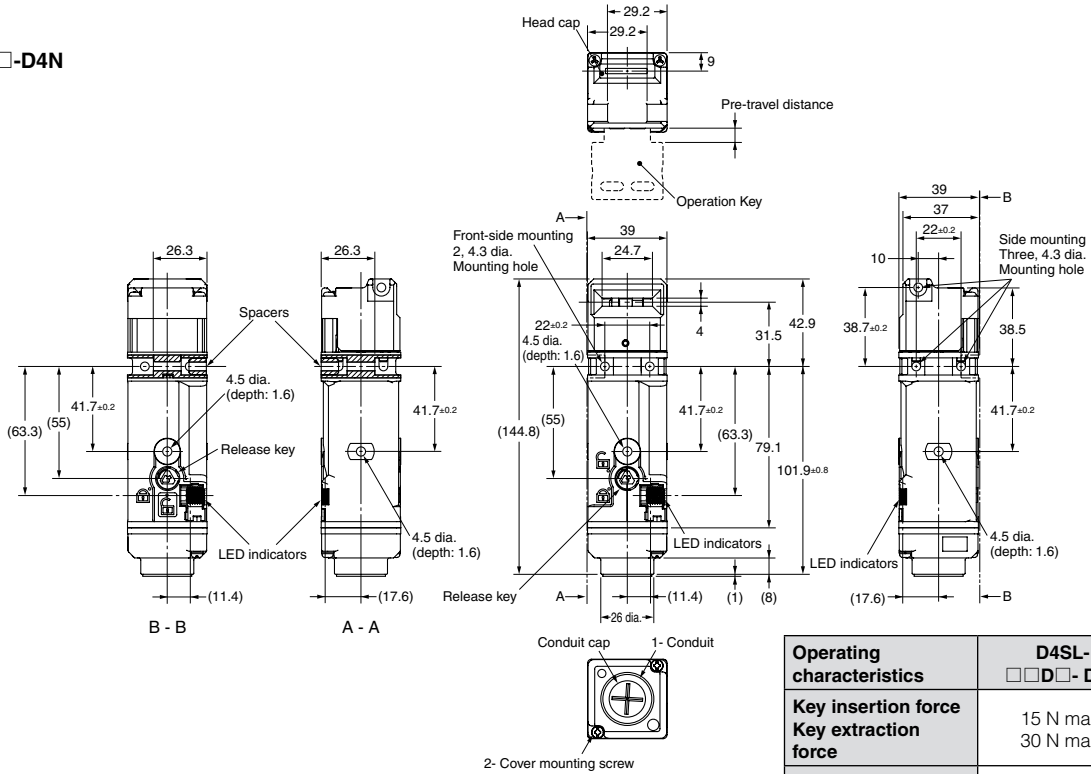 □-D4N
29.2
Head cap
29.2
9
Pre-travel distance
Operation Key
A
39
Front-side mounting
2, 4.3 dia.
Mounting hole
24.7
22±0.2
4.5 dia.
(depth: 1.6)
4
31.5
42.9
(144.8)
(55)
41.7±0.2
(63.3)
79.1
101.9±0.8
LED indicators
Release key
A
(11.4)
(1)
(8)
26 dia.
39
B
37
22±0.2
10
Side mounting
Three, 4.3 dia.
Mounting hole
38.7±0.2
38.5
41.7±0.2
4.5 dia.
(depth: 1.6)
LED indicators
(17.6)
B
26.3
26.3
Spacers
(63.3)
(55)
41.7±0.2
4.5 dia.
(depth: 1.6)
Release key
41.7±0.2
LED indicators
4.5 dia.
(depth: 1.6)
(11.4)
(17.6)
B - B
A - A
Conduit cap
1- Conduit
2- Cover mounting screw
Operating
characteristics
D4SL-
□□D□- D
Key insertion force
Key extraction
force
15 N ma
30 N ma